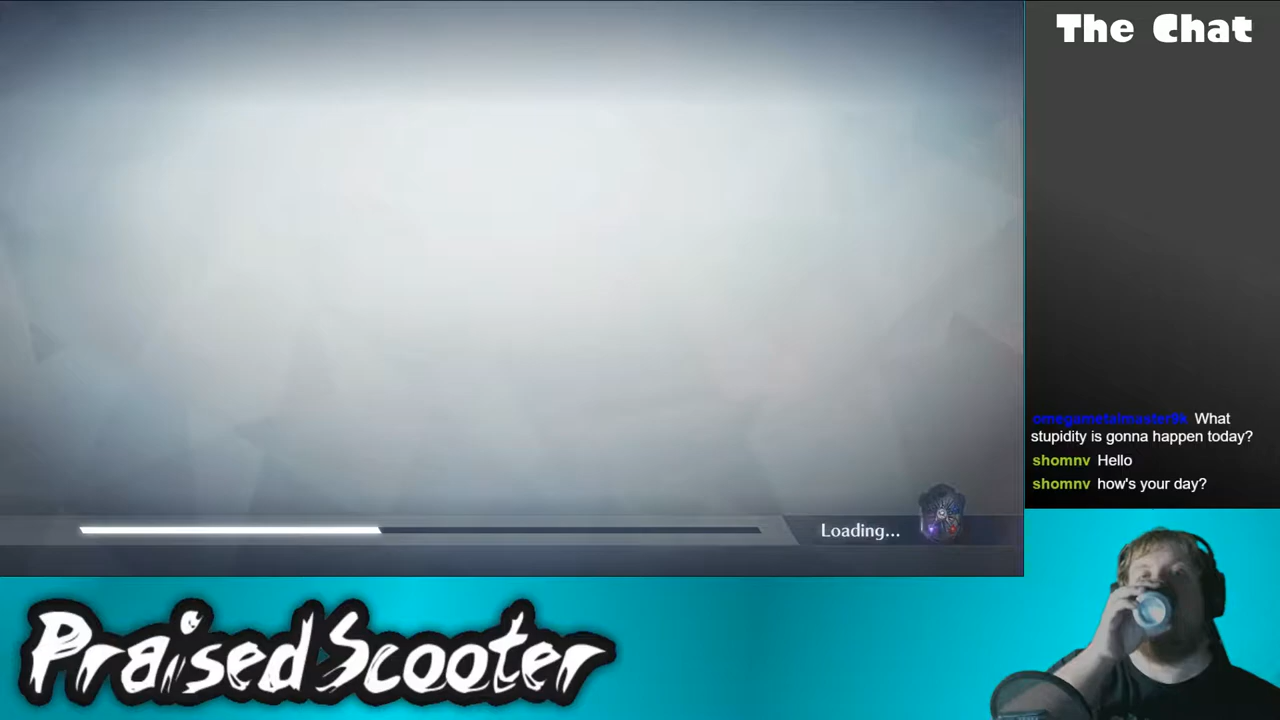 The Chat
omegametalmaster9k What
stupidity is gonna happen today?
shomnv Hello
shomnv how's your day?
Loading...
PraisedScooter